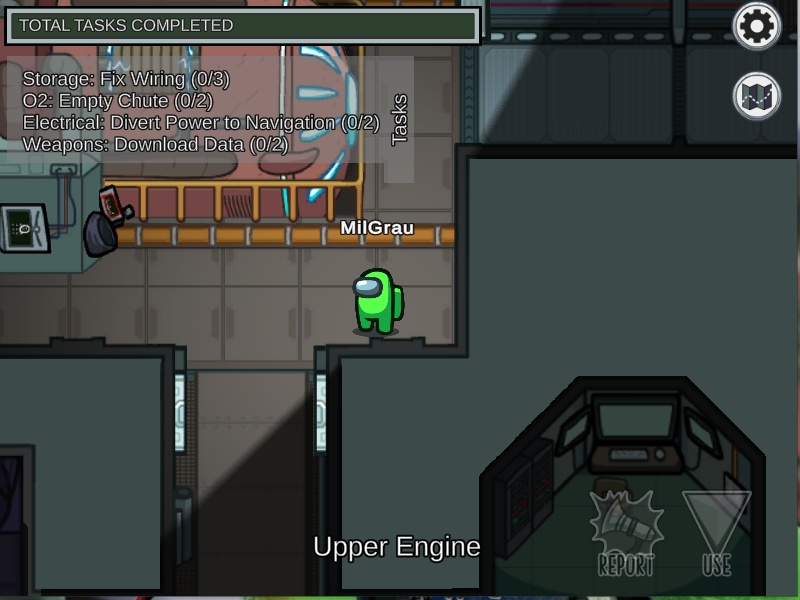 TOTAL TASKS COMPLETED
Storage: Fix Wiring (0/3)
O2: Empty Chute (0/2)
Electrical: Divert Power to Navigation (0/2)
Weapons: Download Data (0/2)
Tasks
MilGrau
Upper Engine
REPORT
USE